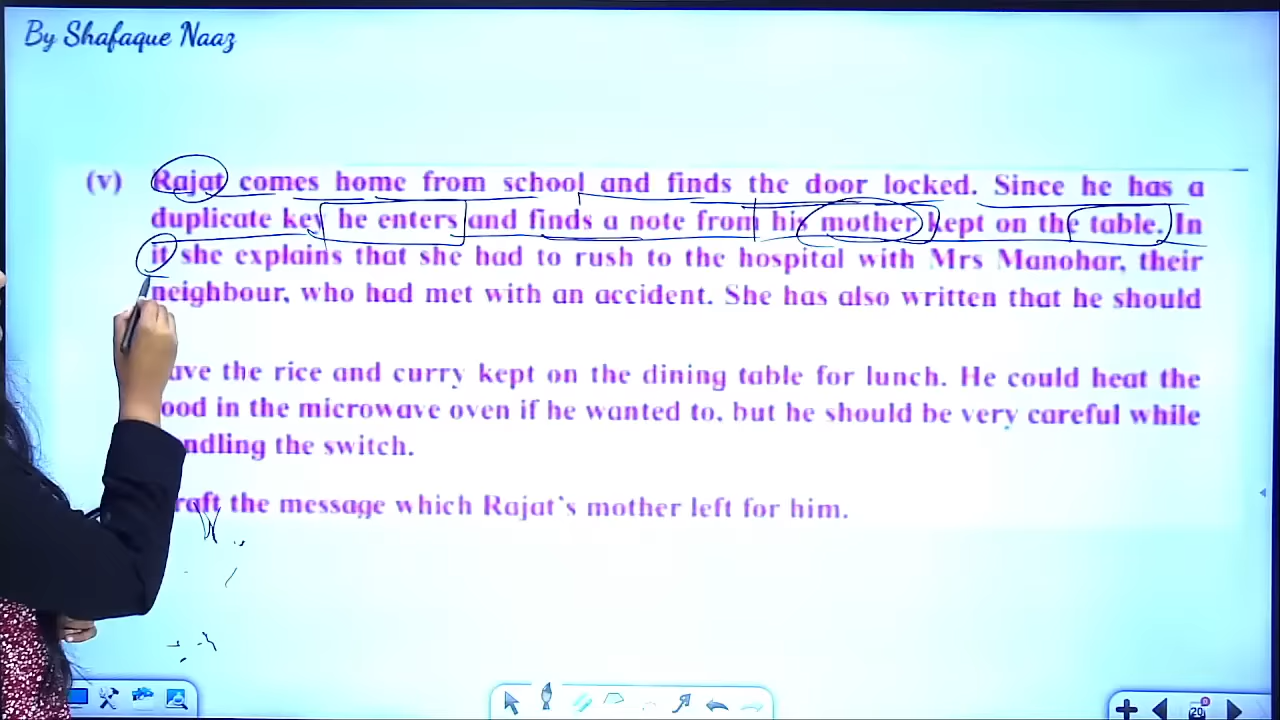 By Shafaque Naaz
(v) Rajat comes home from school and finds the door locked. Since he has a
duplicate key he enters and finds a note from his mother kept on the table. In
it she explains that she had to rush to the hospital with Mrs Manohar, their
neighbour, who had met with an accident. She has also written that he should
ave the rice and curry kept on the dining table for lunch. He could heat the
ood in the microwave oven if he wanted to, but he should be very careful while
ndling the switch.
raft the message which Rajat's mother left for him.
20